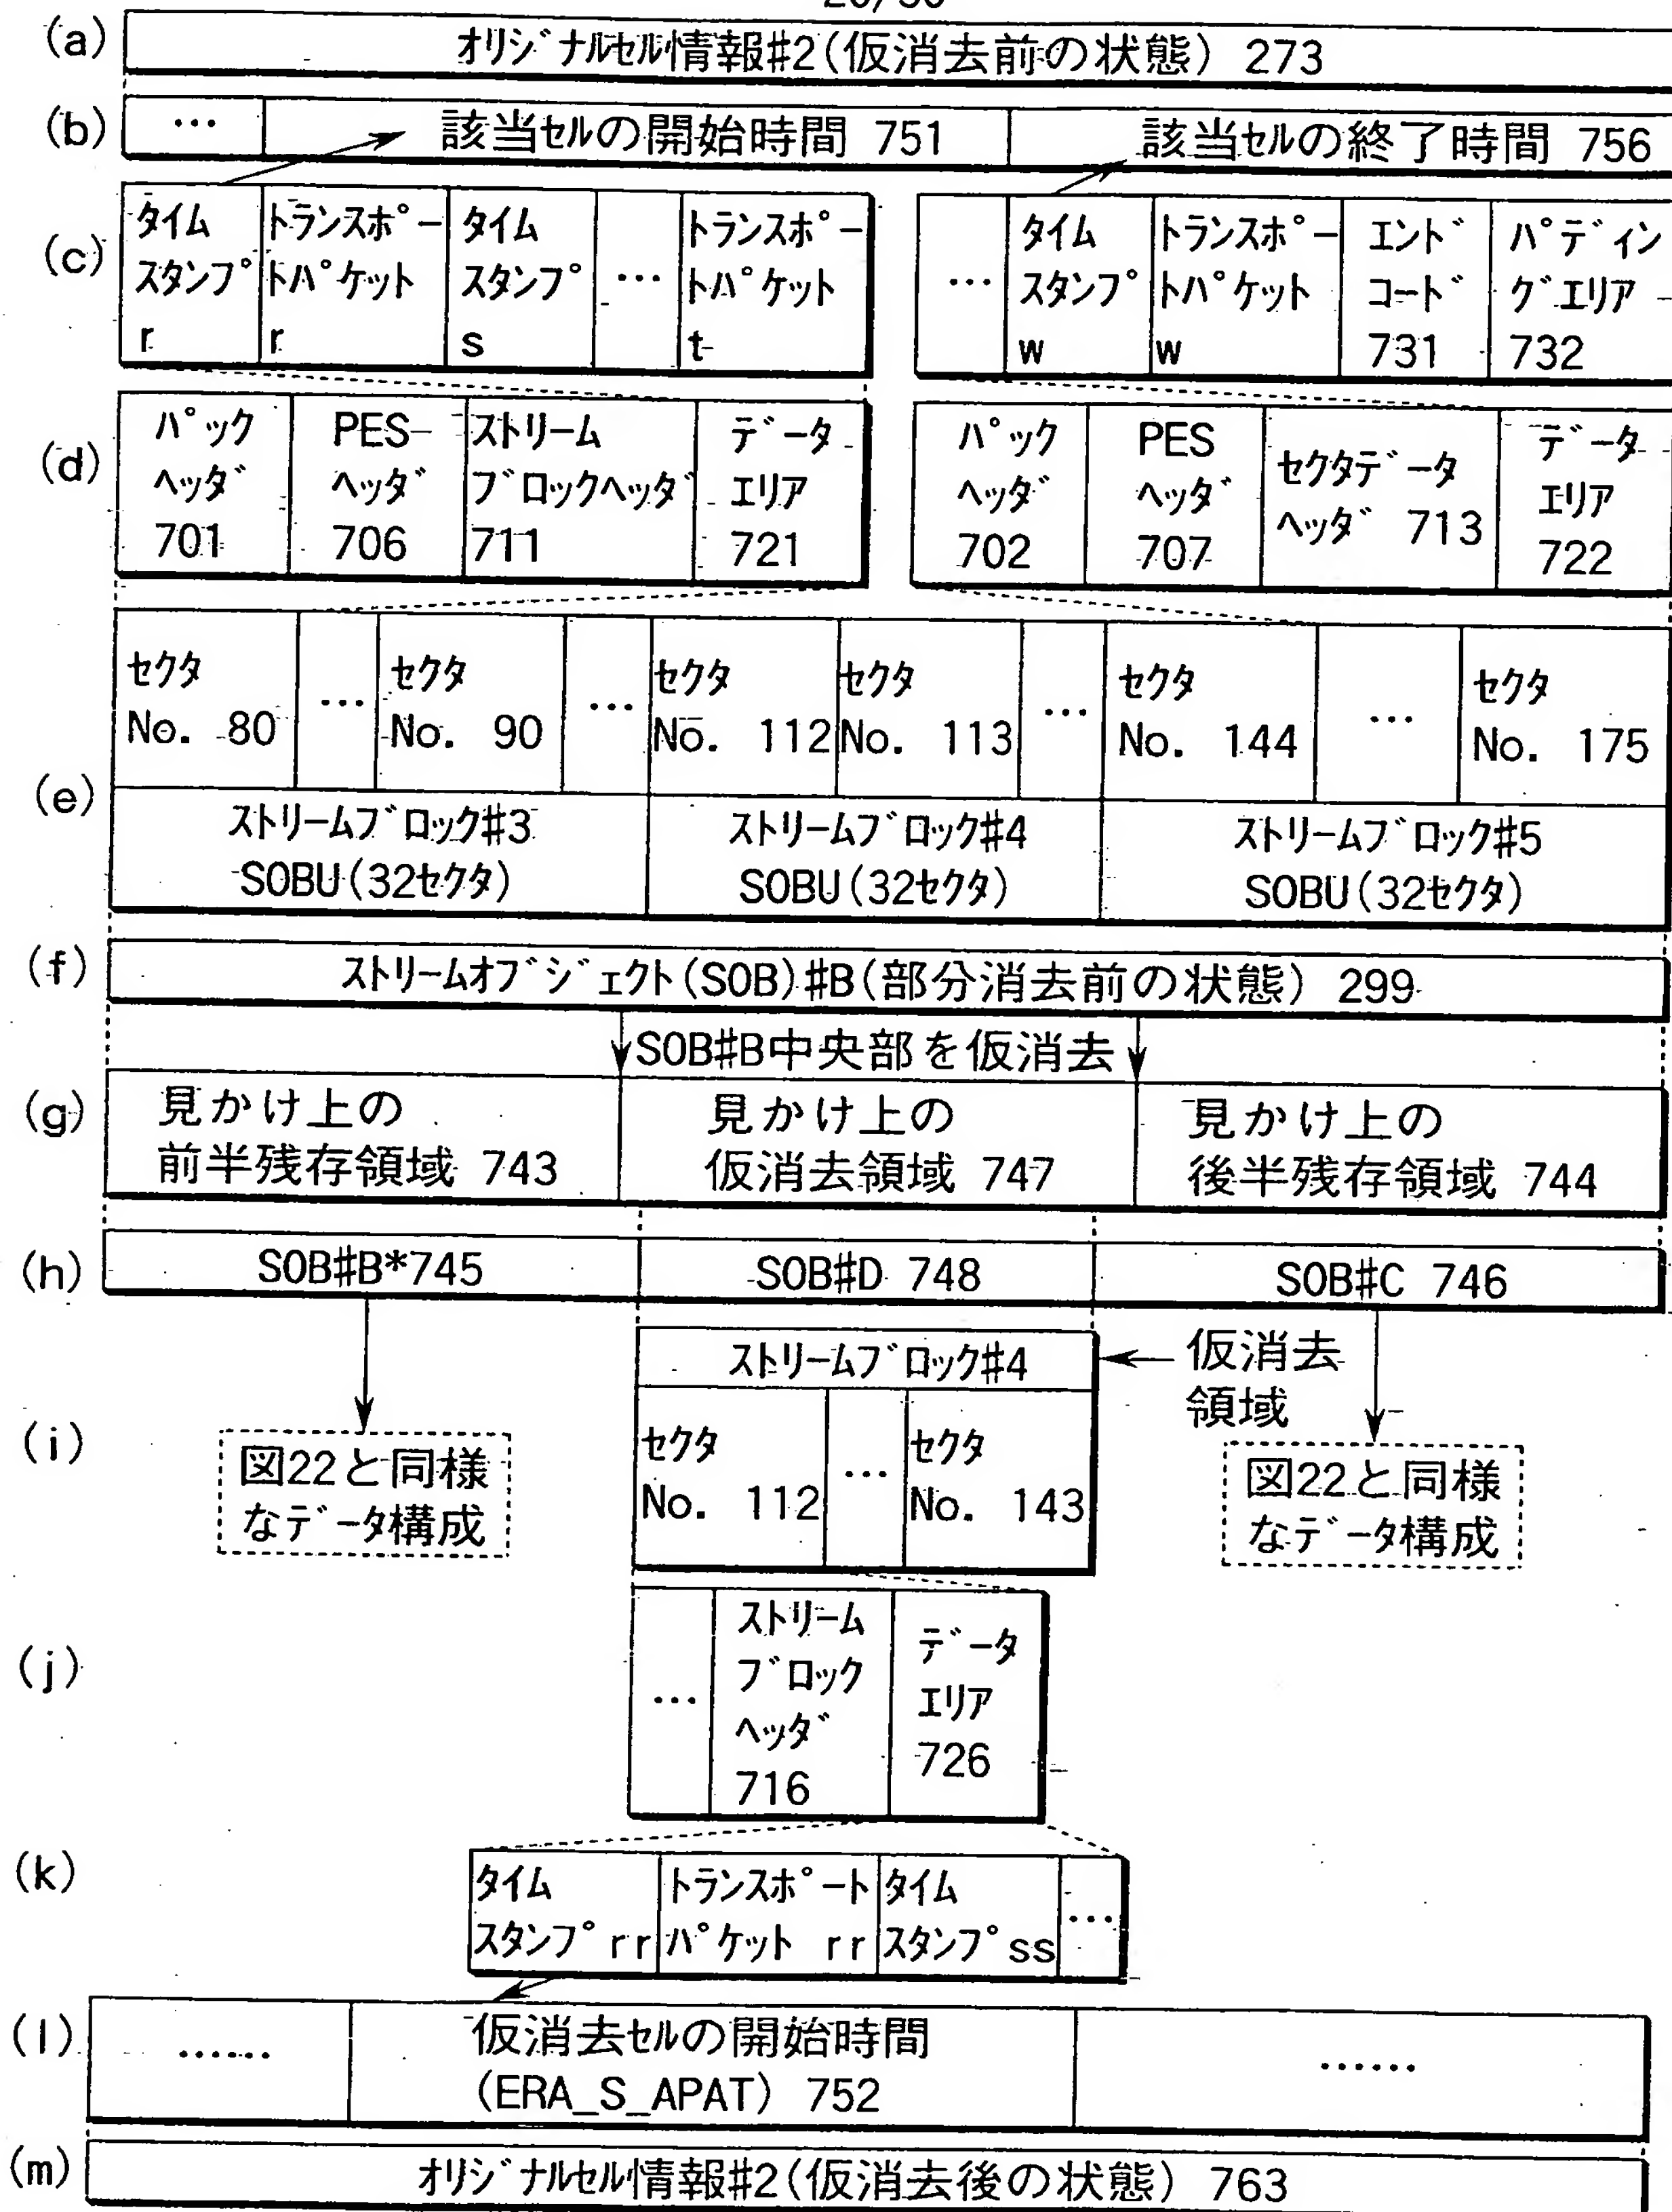 (a) オリジナルセル情報#2(仮消去前の状態) 273
(b) … 該当セルの開始時間 751 該当セルの終了時間 756
(c)
タイム
スタンプ
r
トランスポー
トパケット
r
タイム
スタンプ
s
…
トランスポー
トパケット
t
…
タイム
スタンプ
w
トランスポー
トパケット
w
エンド
コード
731
パディン
グエリア
732
(d)
パック
ヘッダ
701
PES
ヘッダ
706
ストリーム
ブロックヘッダ
711
データ
エリア
721
パック
ヘッダ
702
PES
ヘッダ
707
セクタデータ
ヘッダ 713
データ
エリア
722
(e)
セクタ
No. 80
…
セクタ
No. 90
…
セクタ
No. 112
セクタ
No. 113
…
セクタ
No. 144
…
セクタ
No. 175
ストリームブロック#3
SOBU(32セクタ)
ストリームブロック#4
SOBU(32セクタ)
ストリームブロック#5
SOBU(32セクタ)
(f) ストリームオブジェクト(SOB)#B(部分消去前の状態) 299
SOB#B中央部を仮消去
(g)
見かけ上の
前半残存領域 743
見かけ上の
仮消去領域 747
見かけ上の
後半残存領域 744
(h) SOB#B*745 SOB#D 748 SOB#C 746
ストリームブロック#4
仮消去
領域
(i)
図22と同様
なデータ構成
セクタ
No. 112
…
セクタ
No. 143
図22と同様
なデータ構成
(j)
…
ストリーム
ブロック
ヘッダ
716
データ
エリア
726
(k)
タイム
スタンプrr
トランスポート
パケット rr
タイム
スタンプss
…
(l)
……
仮消去セルの開始時間
(ERA_S_APAT) 752
……
(m) オリジナルセル情報#2(仮消去後の状態) 763